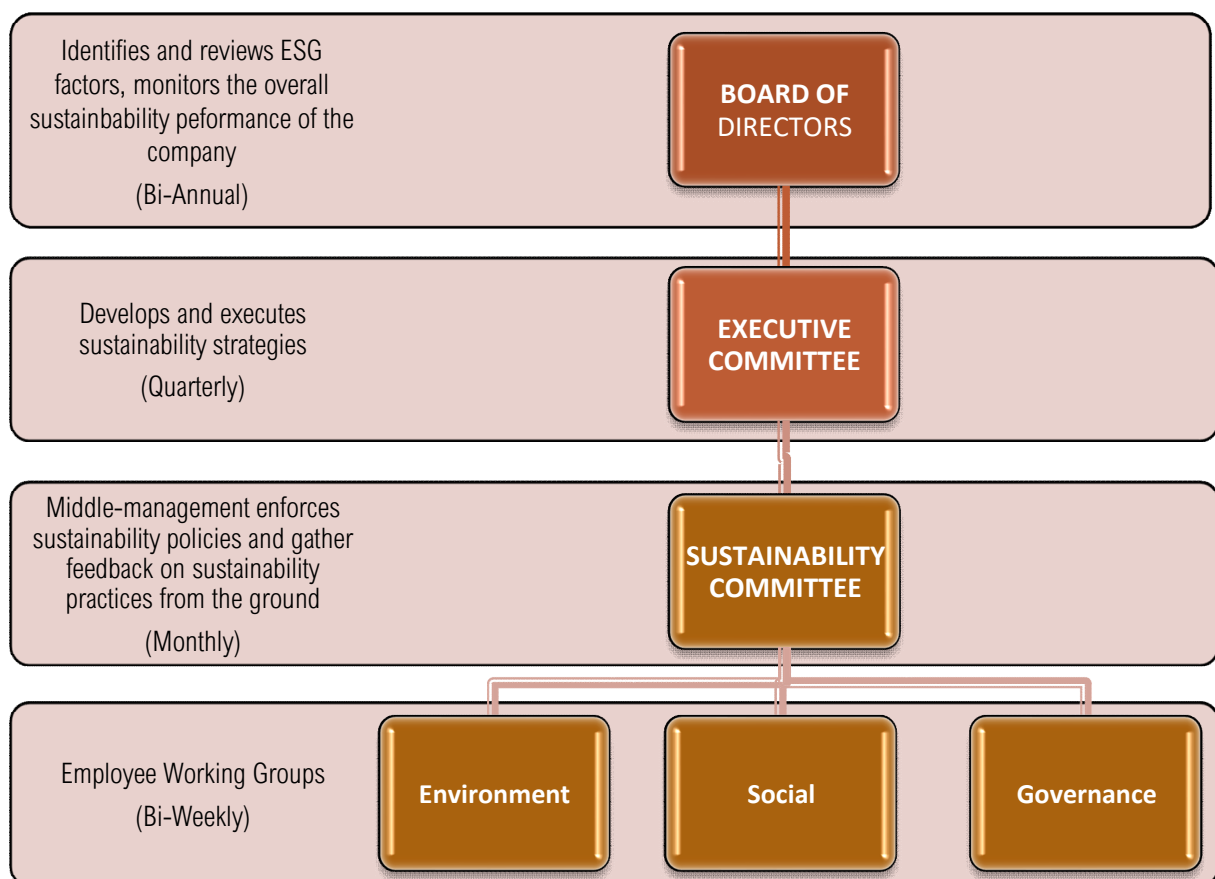 Identifies and reviews ESG
factors, monitors the overall
sustainbability peformance of the
company
(Bi-Annual)
BOARD OF
DIRECTORS
Develops and executes
sustainability strategies
(Quarterly)
EXECUTIVE
COMMITTEE
Middle-management enforces
sustainability policies and gather
feedback on sustainability
practices from the ground
(Monthly)
SUSTAINABILITY
COMMITTEE
Employee Working Groups
(Bi-Weekly)
Environment
Social
Governance